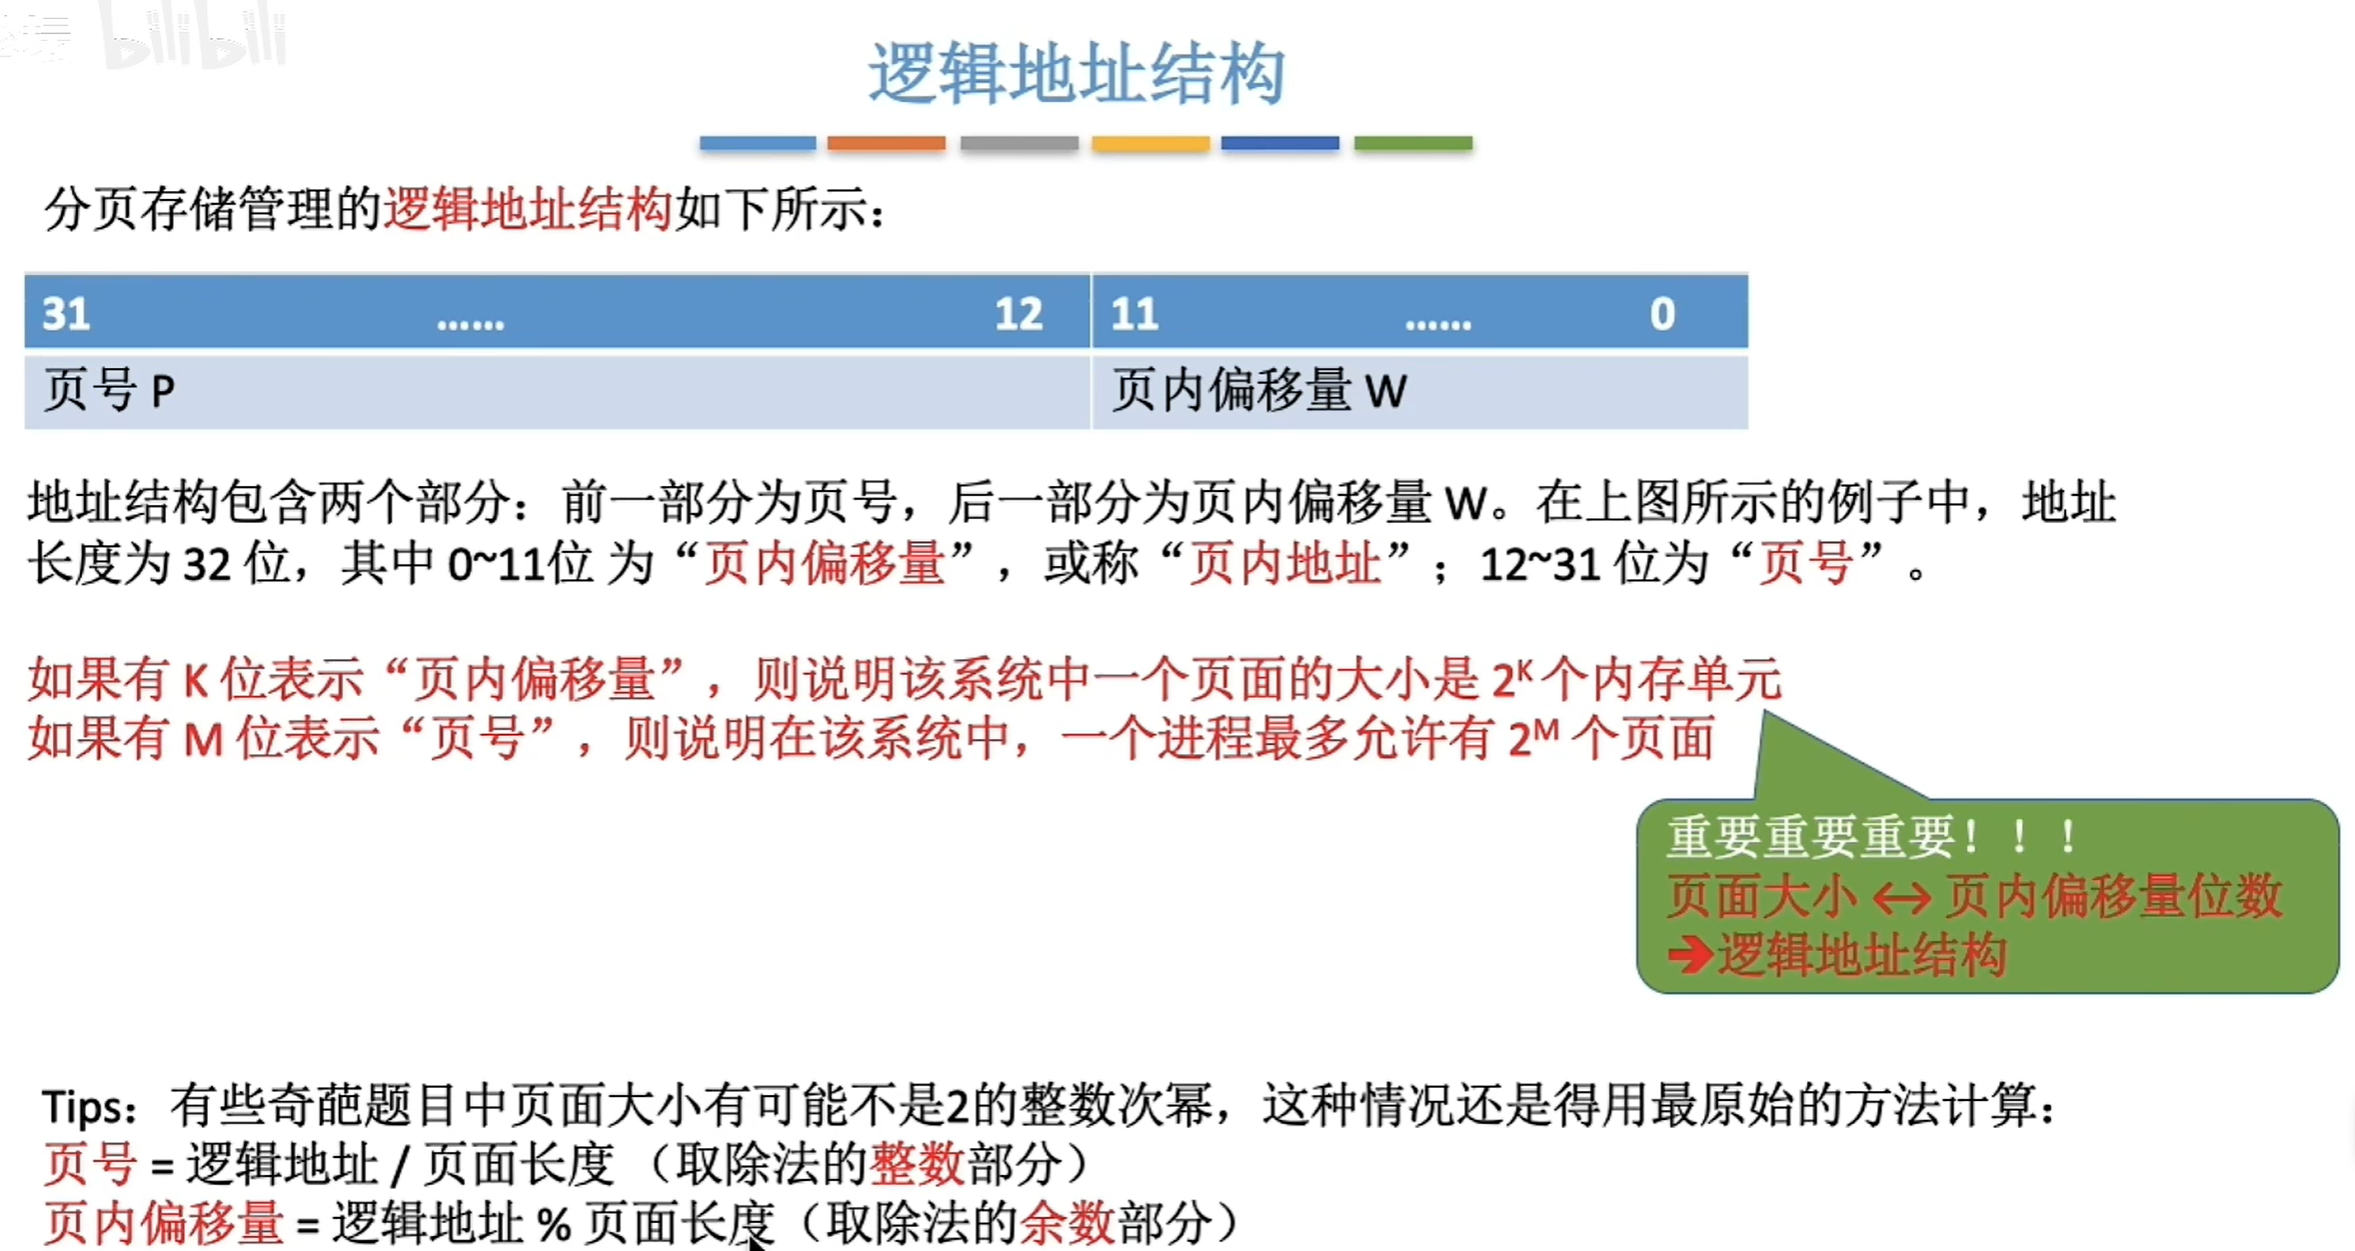 bilibili
逻辑地址结构
分页存储管理的逻辑地址结构如下所示：
31 …… 12 11 …… 0
页号 P 页内偏移量 W
地址结构包含两个部分：前一部分为页号，后一部分为页内偏移量 W。在上图所示的例子中，地址
长度为 32 位，其中 0~11位 为“页内偏移量”，或称“页内地址”；12~31 位为“页号”。
如果有 K 位表示“页内偏移量”，则说明该系统中一个页面的大小是 2ᴷ 个内存单元
如果有 M 位表示“页号”，则说明在该系统中，一个进程最多允许有 2ᴹ 个页面
重要重要重要！！！
页面大小 ↔ 页内偏移量位数
➔逻辑地址结构
Tips：有些奇葩题目中页面大小有可能不是2的整数次幂，这种情况还是得用最原始的方法计算：
页号 = 逻辑地址 / 页面长度 （取除法的整数部分）
页内偏移量 = 逻辑地址 % 页面长度（取除法的余数部分）